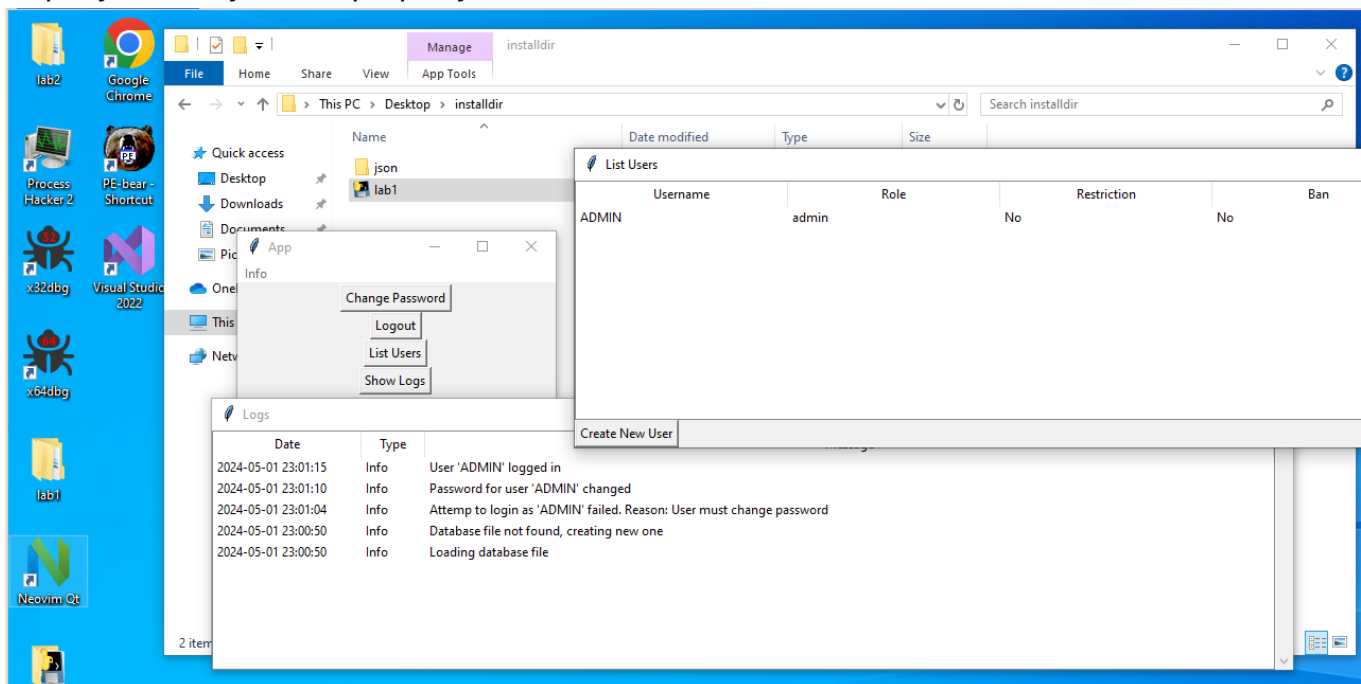 lab2
Google Chrome
Process Hacker 2
PE-bear - Shortcut
x32dbg
Visual Studio 2022
x64dbg
lab1
Neovim Qt
Manage
installdir
File
Home
Share
View
App Tools
This PC > Desktop > installdir
Search installdir
Name
Date modified
Type
Size
Quick access
Desktop
Downloads
Documents
Pic
One
This
Netw
json
lab1
2 item
App
Info
Change Password
Logout
List Users
Show Logs
List Users
Username Role Restriction Ban
ADMIN admin No No
Create New User
Logs
Date Type
2024-05-01 23:01:15 Info User 'ADMIN' logged in
2024-05-01 23:01:10 Info Password for user 'ADMIN' changed
2024-05-01 23:01:04 Info Attemp to login as 'ADMIN' failed. Reason: User must change password
2024-05-01 23:00:50 Info Database file not found, creating new one
2024-05-01 23:00:50 Info Loading database file